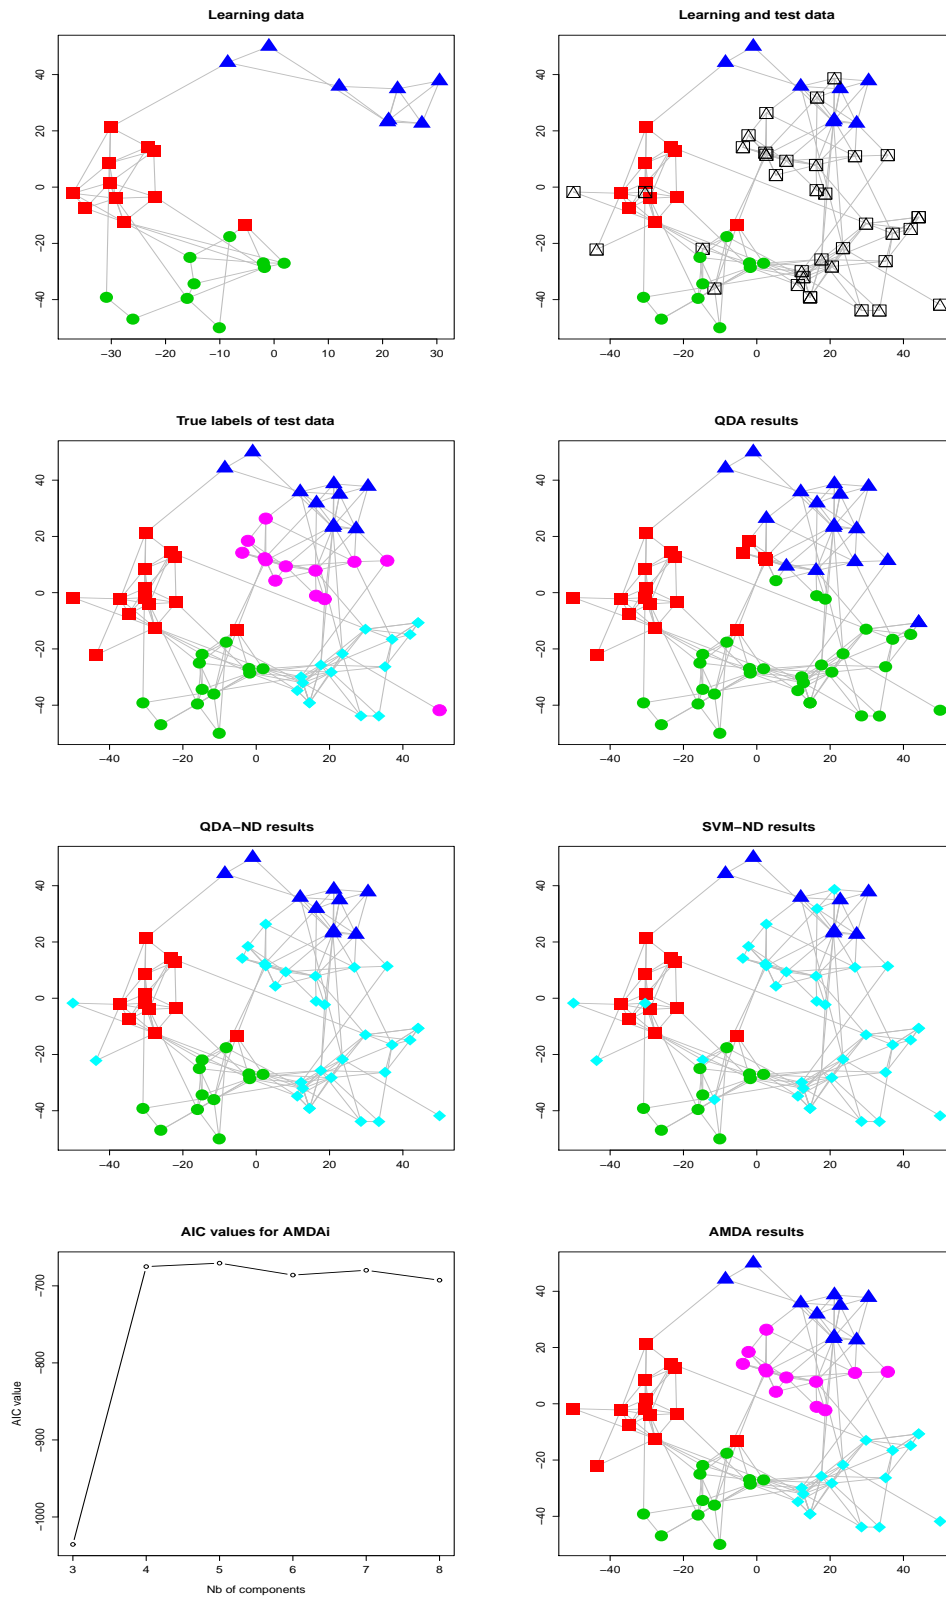 Learning data
40
20
0
−20
−40
−30 −20 −10 0 10 20 30
Learning and test data
40
20
0
−20
−40
−40 −20 0 20 40
True labels of test data
40
20
0
−20
−40
−40 −20 0 20 40
QDA results
40
20
0
−20
−40
−40 −20 0 20 40
QDA−ND results
40
20
0
−20
−40
−40 −20 0 20 40
SVM−ND results
40
20
0
−20
−40
−40 −20 0 20 40
AIC values for AMDAi
AIC value
−700
−800
−900
−1000
3 4 5 6 7 8
Nb of components
AMDA results
40
20
0
−20
−40
−40 −20 0 20 40